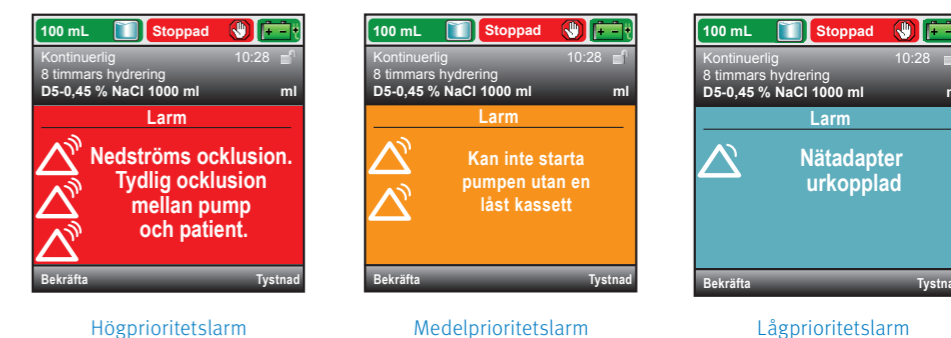 100 mL Stoppad
Kontinuerlig 10:28
8 timmars hydrering
D5-0,45 % NaCl 1000 ml ml
Larm
Nedströms ocklusion.
Tydlig ocklusion
mellan pump
och patient.
Bekräfta Tystnad
Högprioritetslarm
100 mL Stoppad
Kontinuerlig 10:28
8 timmars hydrering
D5-0,45 % NaCl 1000 ml ml
Larm
Kan inte starta
pumpen utan en
låst kassett
Bekräfta Tystnad
Medelprioritetslarm
100 mL Stoppad
Kontinuerlig 10:28
8 timmars hydrering
D5-0,45 % NaCl 1000 ml
Larm
Nätadapter
urkopplad
Bekräfta
Lågprioritetslarm